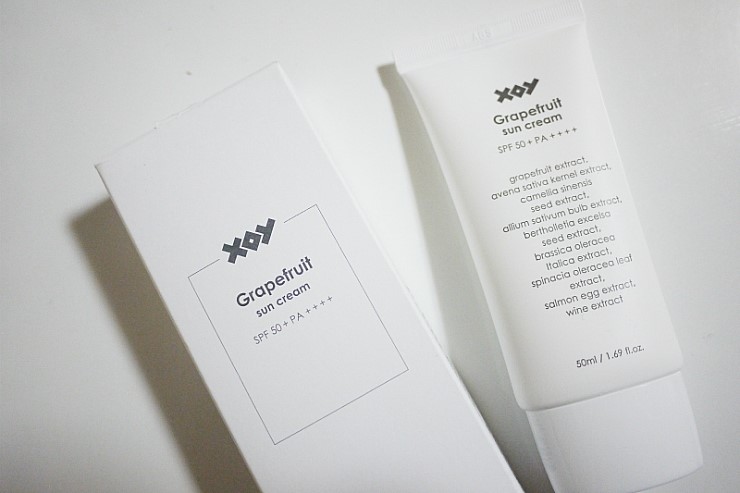 xoy
Grapefruit
sun cream
SPF 50 + PA + + + +
xoy
Grapefruit
sun cream
SPF 50 + PA + + + +
grapefruit extract,
avena sativa kernel extract,
camellia sinensis
seed extract,
allium sativum bulb extract,
bertholletia excelsa
seed extract,
brassica oleracea
Italica extract,
spinacia oleracea leaf
extract,
salmon egg extract,
wine extract
50ml / 1.69 fl.oz.